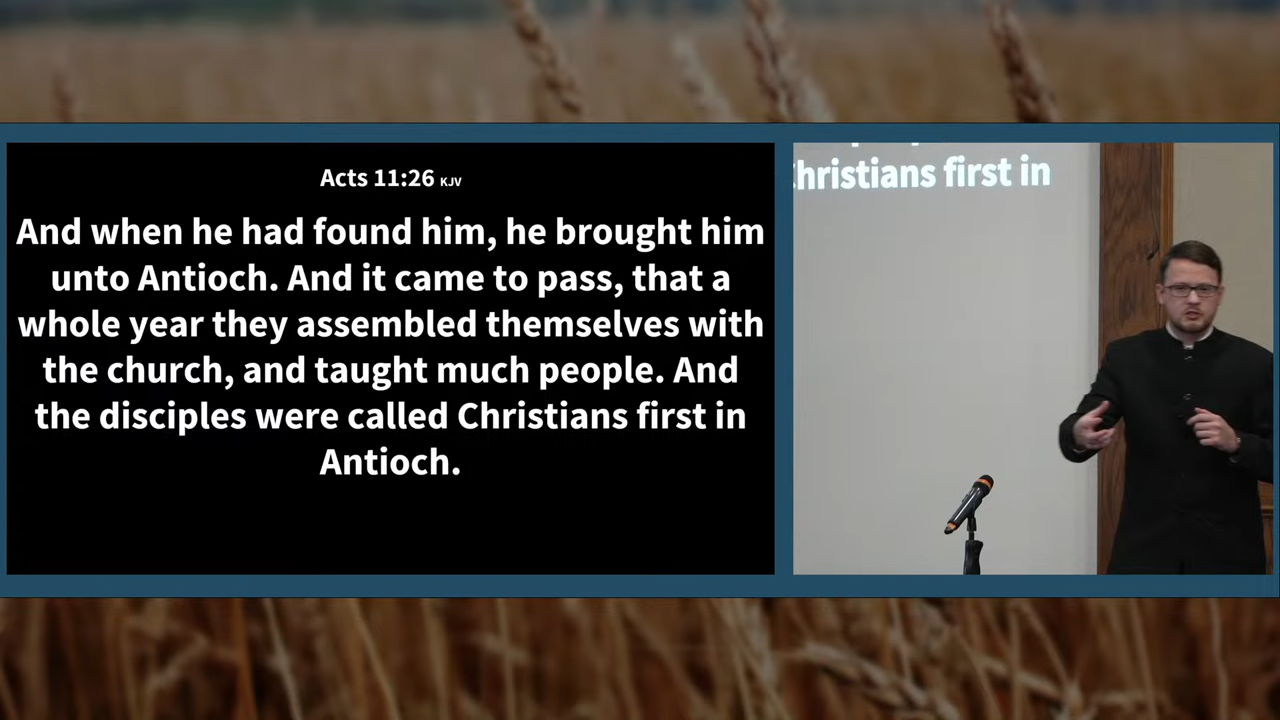 Acts 11:26 KJV
And when he had found him, he brought him
unto Antioch. And it came to pass, that a
whole year they assembled themselves with
the church, and taught much people. And
the disciples were called Christians first in
Antioch.
Christians first in